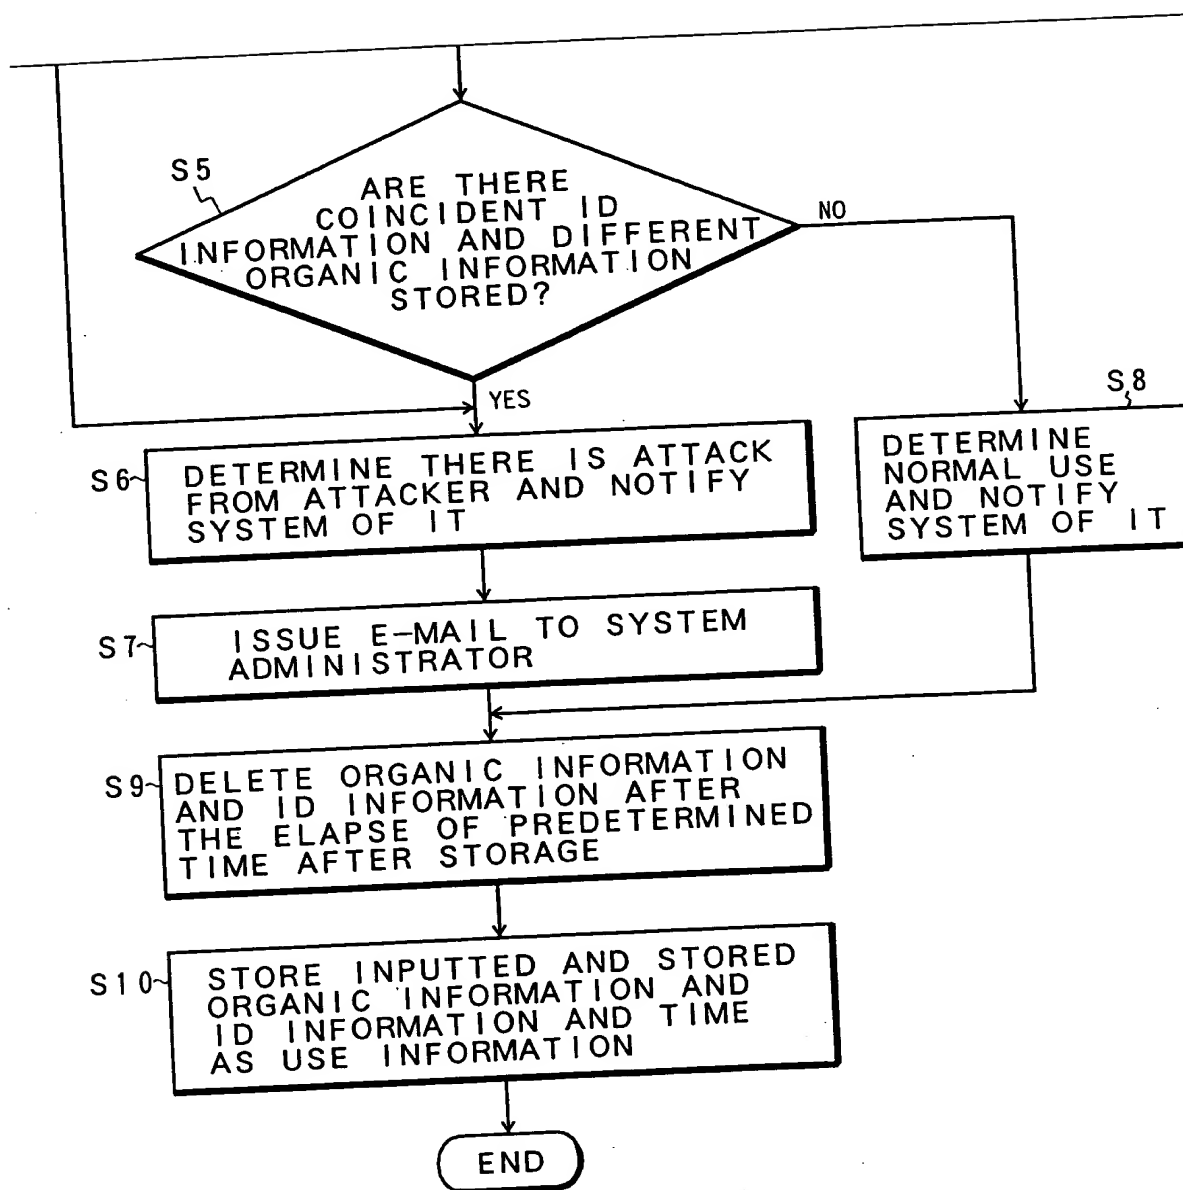 S5
ARE THERE
COINCIDENT ID
INFORMATION AND DIFFERENT
ORGANIC INFORMATION
STORED?
NO
YES
S8
DETERMINE
NORMAL USE
AND NOTIFY
SYSTEM OF IT
S6
DETERMINE THERE IS ATTACK
FROM ATTACKER AND NOTIFY
SYSTEM OF IT
S7
ISSUE E-MAIL TO SYSTEM
ADMINISTRATOR
S9
DELETE ORGANIC INFORMATION
AND ID INFORMATION AFTER
THE ELAPSE OF PREDETERMINED
TIME AFTER STORAGE
S10
STORE INPUTTED AND STORED
ORGANIC INFORMATION AND
ID INFORMATION AND TIME
AS USE INFORMATION
END